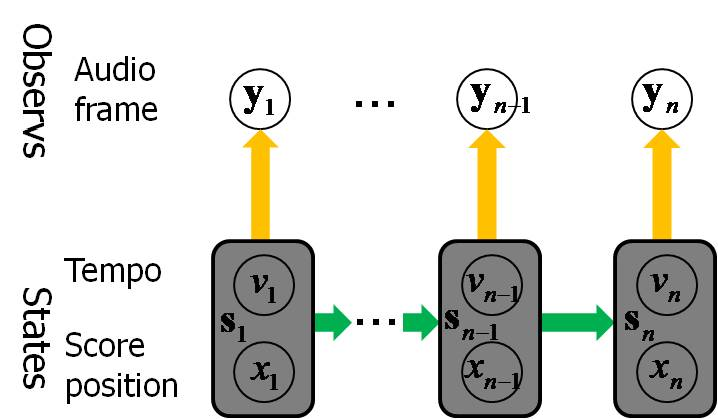 Observs
Audio
frame
y1 ... yn–1 yn
States
Tempo
v1 vn–1 vn
s1 ... sn–1 sn
Score
position
x1 xn–1 xn